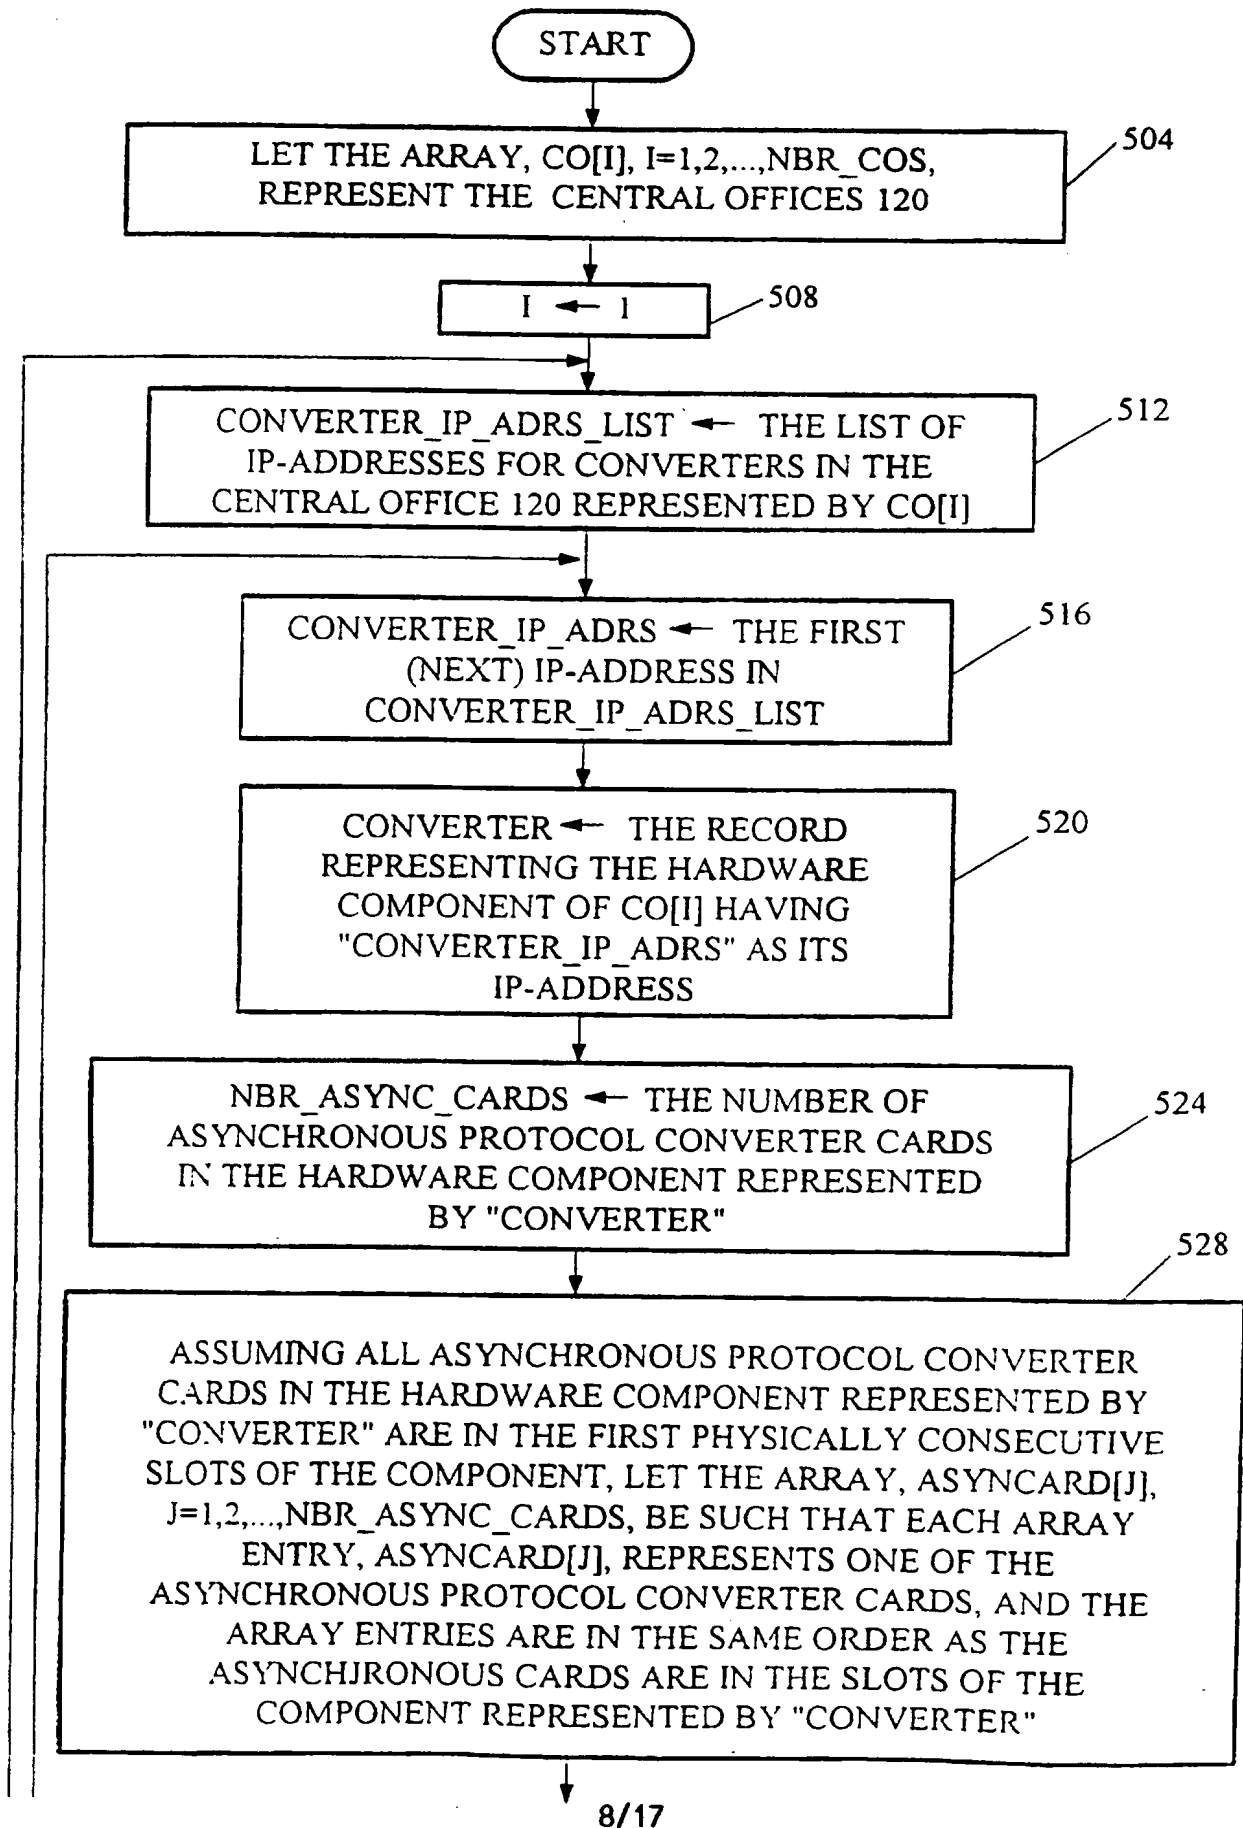 START
LET THE ARRAY, CO[I], I=1,2,...,NBR_COS,
REPRESENT THE CENTRAL OFFICES 120
504
I ← 1
508
CONVERTER_IP_ADRS_LIST ← THE LIST OF
IP-ADDRESSES FOR CONVERTERS IN THE
CENTRAL OFFICE 120 REPRESENTED BY CO[I]
512
CONVERTER_IP_ADRS ← THE FIRST
(NEXT) IP-ADDRESS IN
CONVERTER_IP_ADRS_LIST
516
CONVERTER ← THE RECORD
REPRESENTING THE HARDWARE
COMPONENT OF CO[I] HAVING
"CONVERTER_IP_ADRS" AS ITS
IP-ADDRESS
520
NBR_ASYNC_CARDS ← THE NUMBER OF
ASYNCHRONOUS PROTOCOL CONVERTER CARDS
IN THE HARDWARE COMPONENT REPRESENTED
BY "CONVERTER"
524
528
ASSUMING ALL ASYNCHRONOUS PROTOCOL CONVERTER
CARDS IN THE HARDWARE COMPONENT REPRESENTED BY
"CONVERTER" ARE IN THE FIRST PHYSICALLY CONSECUTIVE
SLOTS OF THE COMPONENT, LET THE ARRAY, ASYNCARD[J],
J=1,2,...,NBR_ASYNC_CARDS, BE SUCH THAT EACH ARRAY
ENTRY, ASYNCARD[J], REPRESENTS ONE OF THE
ASYNCHRONOUS PROTOCOL CONVERTER CARDS, AND THE
ARRAY ENTRIES ARE IN THE SAME ORDER AS THE
ASYNCHJRONOUS CARDS ARE IN THE SLOTS OF THE
COMPONENT REPRESENTED BY "CONVERTER"
8/17